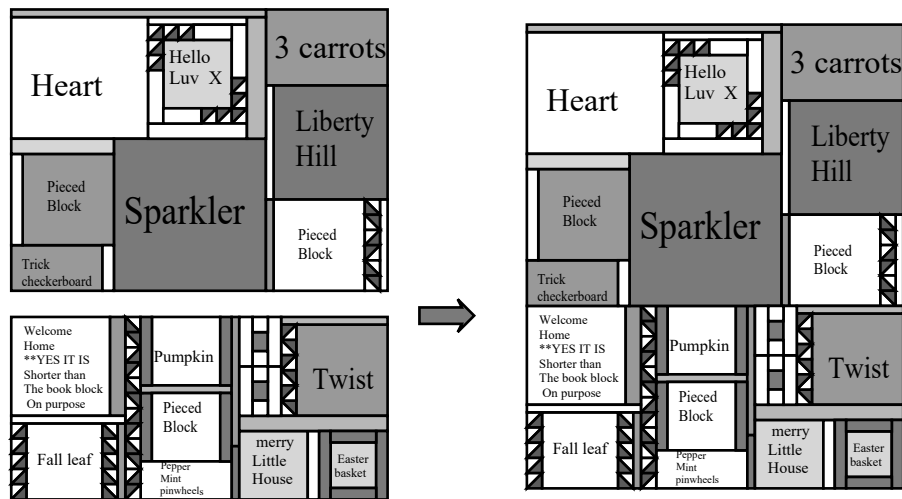 3 carrots
Hello
Luv X
Heart
Liberty
Hill
Pieced
Block
Sparkler
Pieced
Block
Trick
checkerboard
Welcome
Home
**YES IT IS
Shorter than
The book block
On purpose
Pumpkin
Twist
Pieced
Block
Fall leaf
merry
Little
House
Easter
basket
Pepper
Mint
pinwheels
3 carrots
Hello
Luv X
Heart
Liberty
Hill
Pieced
Block
Sparkler
Pieced
Block
Trick
checkerboard
Welcome
Home
**YES IT IS
Shorter than
The book block
On purpose
Pumpkin
Twist
Pieced
Block
Fall leaf
merry
Little
House
Easter
basket
Pepper
Mint
pinwheels